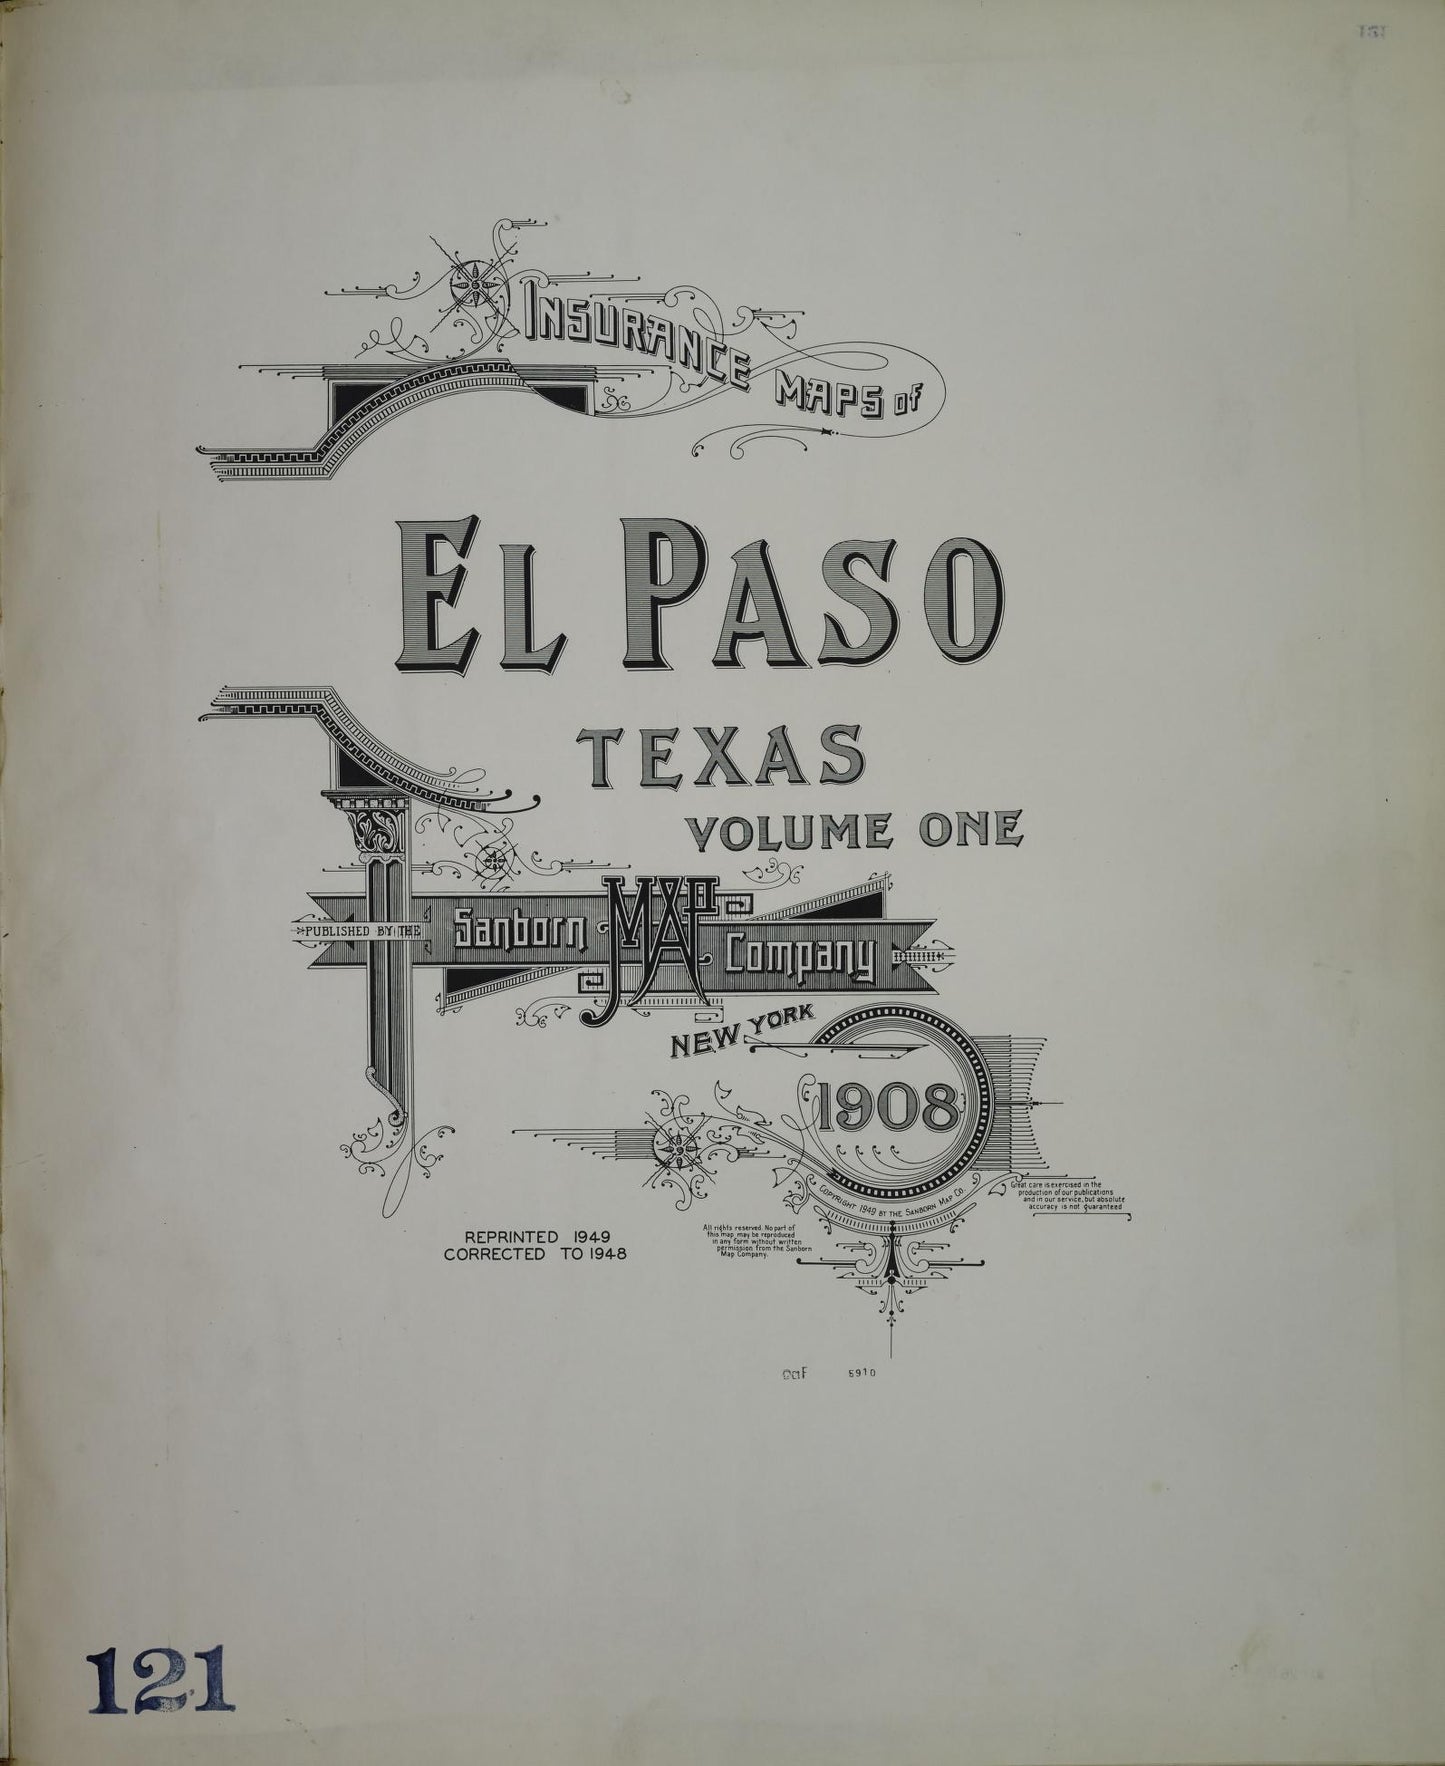 INSURANCE MAPS of
EL PASO
TEXAS
VOLUME ONE
PUBLISHED BY THE
Sanborn MAP Company
NEW YORK
1908
COPYRIGHT 1949 BY THE SANBORN MAP CO.
Great care is exercised in the
production of our publications
and in our service, but absolute
accuracy is not guaranteed
REPRINTED 1949
CORRECTED TO 1948
All rights reserved. No part of
this map may be reproduced
in any form without written
permission from the Sanborn
Map Company.
5910
121